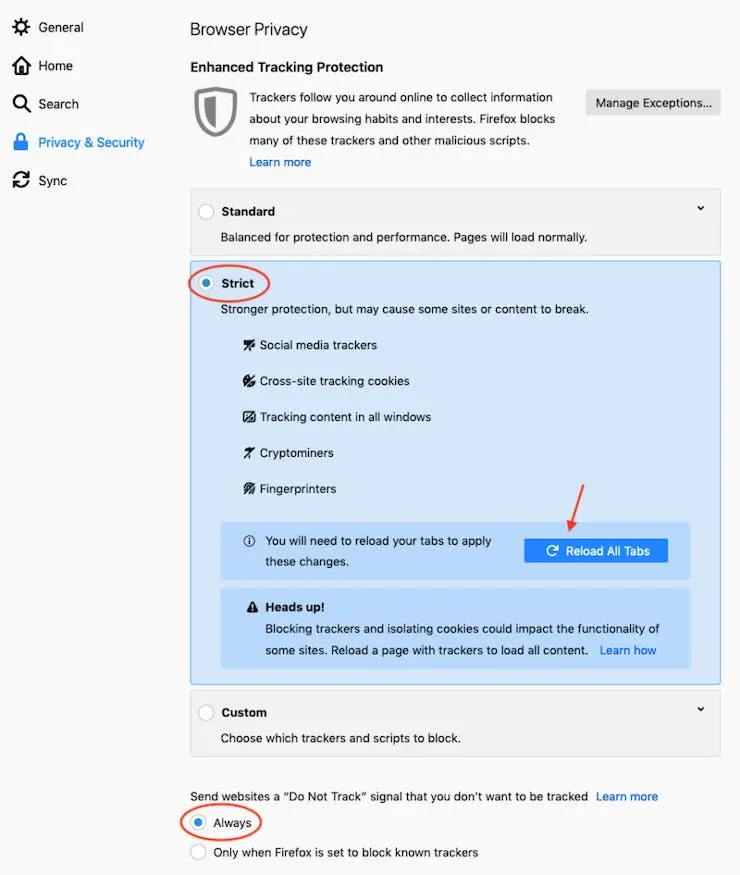 General
Home
Search
Privacy & Security
Sync
Browser Privacy
Enhanced Tracking Protection
Trackers follow you around online to collect information
about your browsing habits and interests. Firefox blocks
many of these trackers and other malicious scripts.
Learn more
Manage Exceptions...
Standard
Balanced for protection and performance. Pages will load normally.
Strict
Stronger protection, but may cause some sites or content to break.
Social media trackers
Cross-site tracking cookies
Tracking content in all windows
Cryptominers
Fingerprinters
You will need to reload your tabs to apply
these changes.
Reload All Tabs
Heads up!
Blocking trackers and isolating cookies could impact the functionality of
some sites. Reload a page with trackers to load all content. Learn how
Custom
Choose which trackers and scripts to block.
Send websites a “Do Not Track” signal that you don’t want to be tracked Learn more
Always
Only when Firefox is set to block known trackers